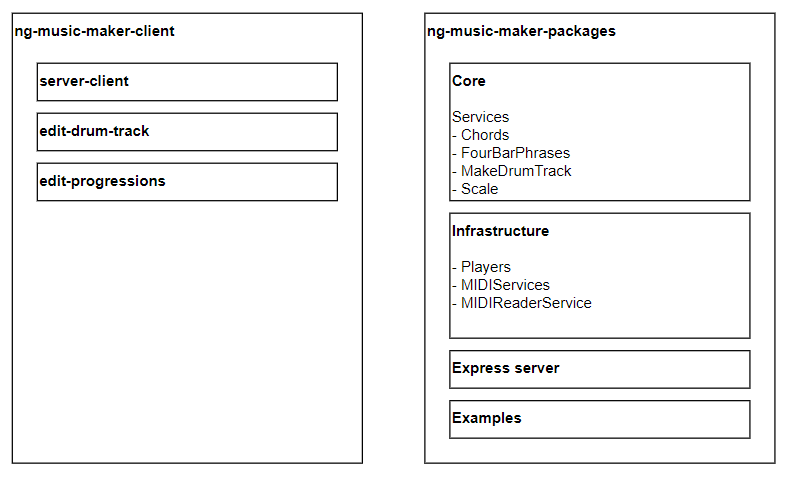 ng-music-maker-client
server-client
edit-drum-track
edit-progressions
ng-music-maker-packages
Core
Services
- Chords
- FourBarPhrases
- MakeDrumTrack
- Scale
Infrastructure
- Players
- MIDIServices
- MIDIReaderService
Express server
Examples